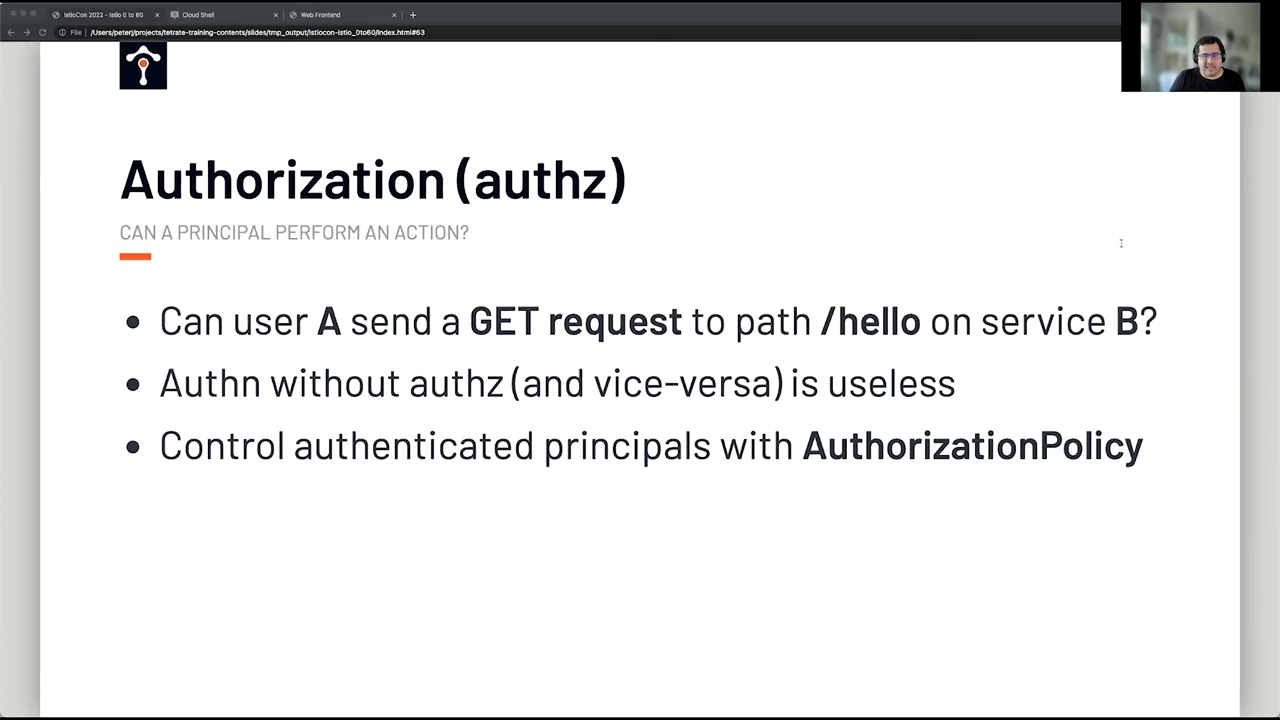 IstioCon 2022 - Istio 0 to 60
Cloud Shell
Web Frontend
File
/Users/peterj/projects/tetrate-training-contents/slides/tmp_output/istiocon-istio_0to60/index.html#63
Authorization (authz)
CAN A PRINCIPAL PERFORM AN ACTION?
• Can user A send a GET request to path /hello on service B?
• Authn without authz (and vice-versa) is useless
• Control authenticated principals with AuthorizationPolicy